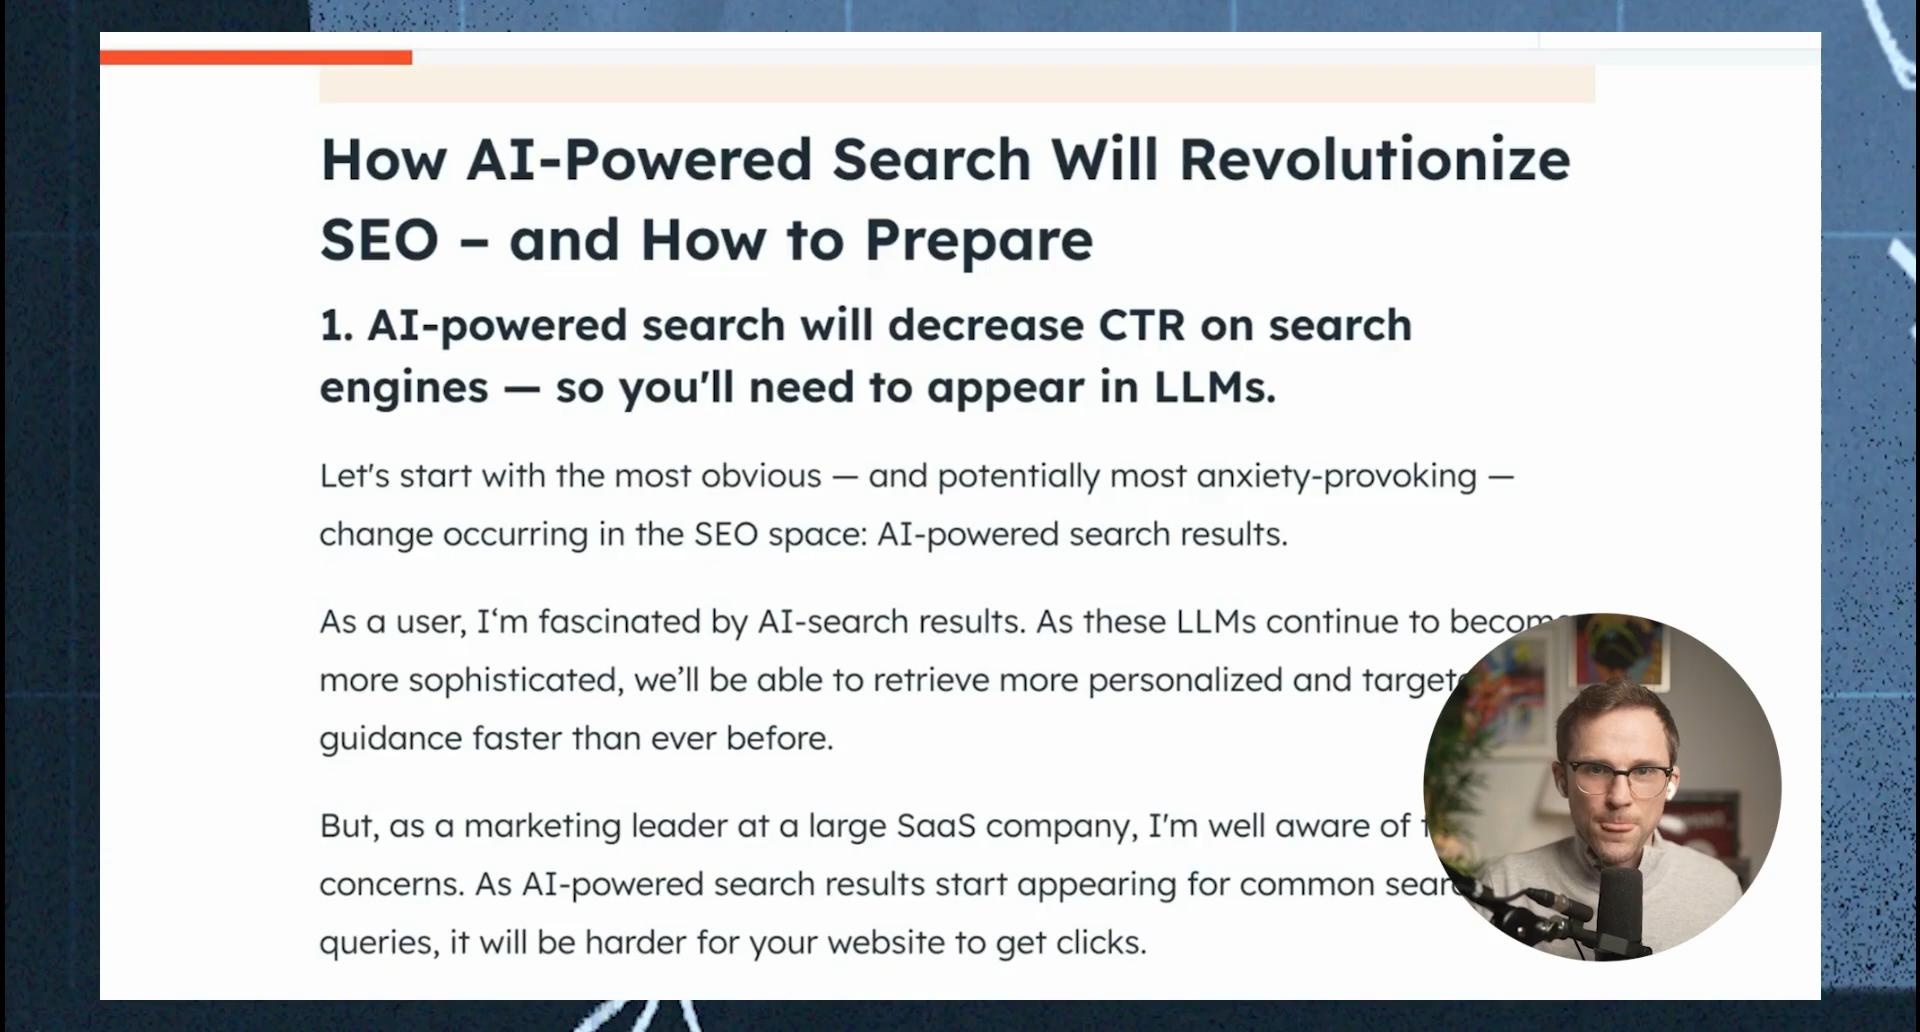 How AI-Powered Search Will Revolutionize
SEO – and How to Prepare
1. AI-powered search will decrease CTR on search
engines — so you'll need to appear in LLMs.
Let's start with the most obvious — and potentially most anxiety-provoking —
change occurring in the SEO space: AI-powered search results.
As a user, I‘m fascinated by AI-search results. As these LLMs continue to become
more sophisticated, we’ll be able to retrieve more personalized and
guidance faster than ever before.
But, as a marketing leader at a large SaaS company, I'm well aware of
concerns. As AI-powered search results start appearing for common
queries, it will be harder for your website to get clicks.